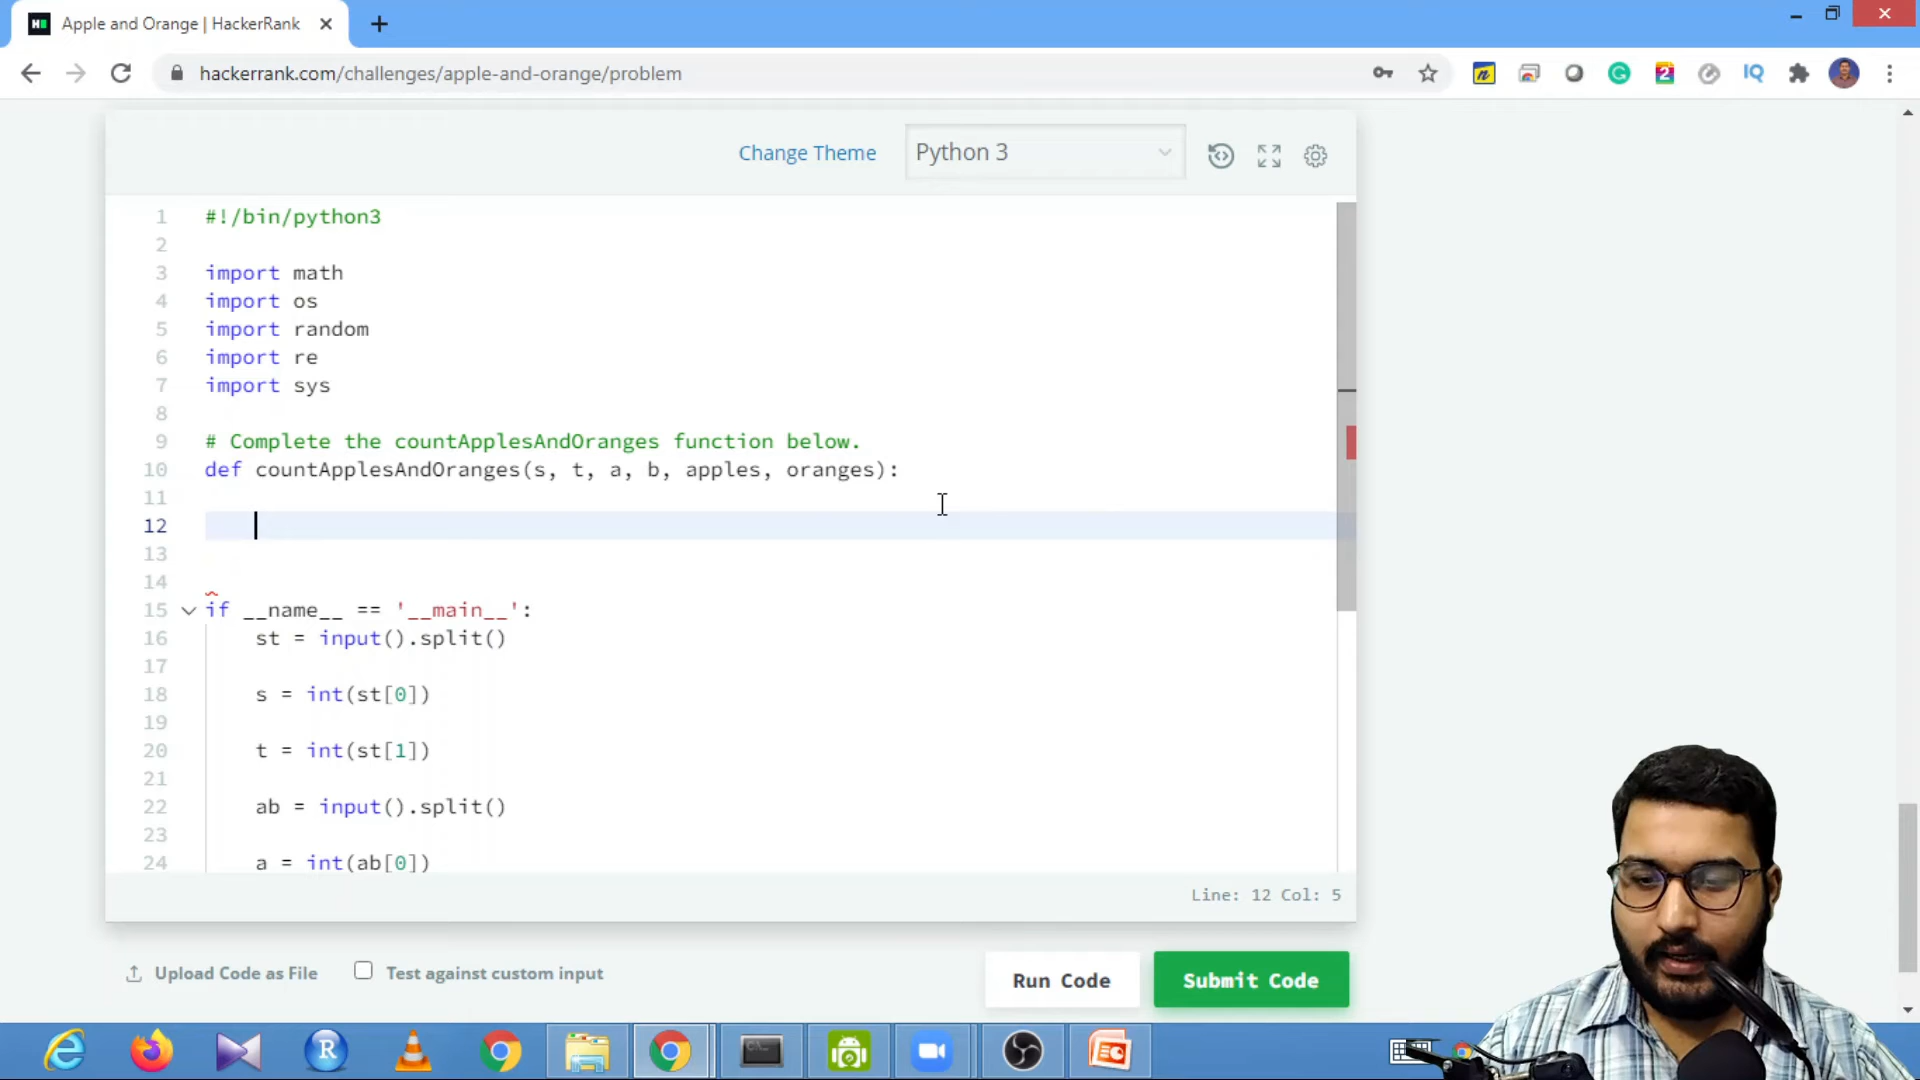 Apple and Orange | HackerRank
hackerrank.com/challenges/apple-and-orange/problem
Change Theme
Python 3
1 #!/bin/python3
2
3 import math
4 import os
5 import random
6 import re
7 import sys
8
9 # Complete the countApplesAndOranges function below.
10 def countApplesAndOranges(s, t, a, b, apples, oranges):
11
12
13
14
15 if __name__ == '__main__':
16 st = input().split()
17
18 s = int(st[0])
19
20 t = int(st[1])
21
22 ab = input().split()
23
24 a = int(ab[0])
Line: 12 Col: 5
Upload Code as File
Test against custom input
Run Code
Submit Code